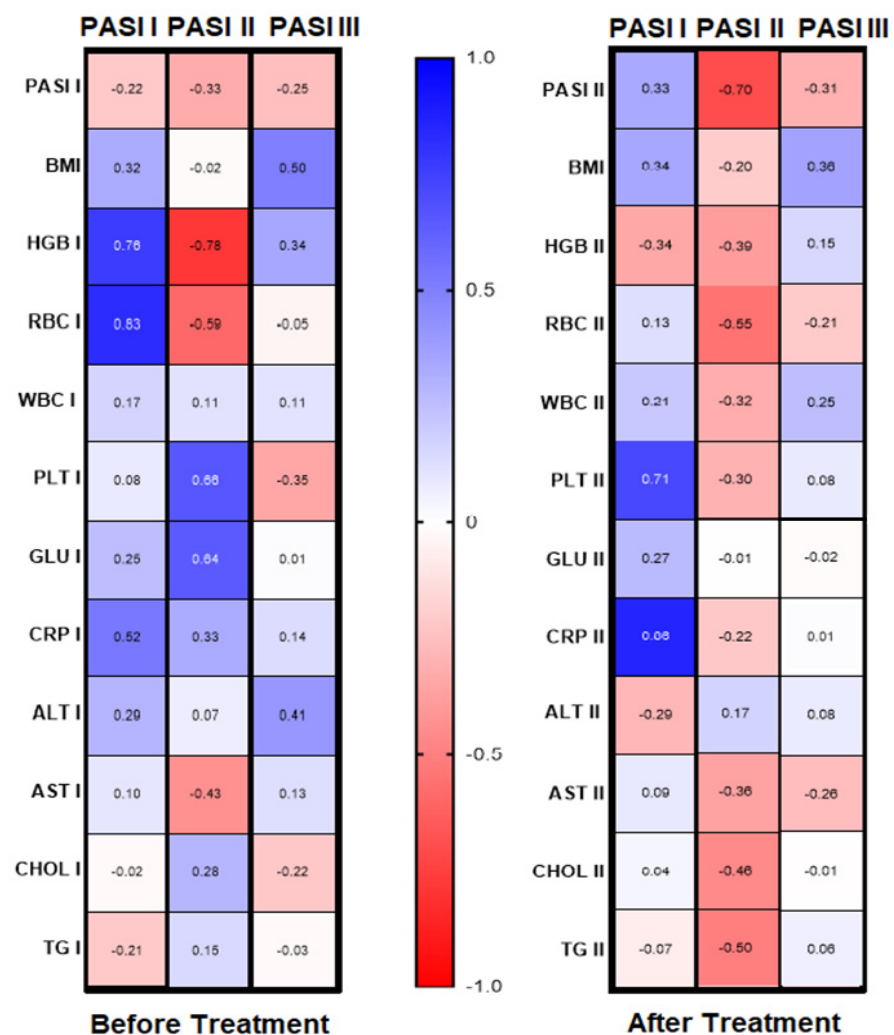 PASI I PASI II PASI III PASI I PASI II PASI III
PASI I -0.22 -0.33 -0.25 1.0 PASI II 0.33 -0.70 -0.31
BMI 0.32 -0.02 0.50 BMI 0.34 -0.20 0.36
HGB I 0.76 -0.78 0.34 0.5 HGB II -0.34 -0.39 0.15
RBC I 0.83 -0.59 -0.05 RBC II 0.13 -0.55 -0.21
WBC I 0.17 0.11 0.11 WBC II 0.21 -0.32 0.25
PLT I 0.08 0.66 -0.35 0 PLT II 0.71 -0.30 0.08
GLU I 0.25 0.64 0.01 GLU II 0.27 -0.01 -0.02
CRP I 0.52 0.33 0.14 CRP II 0.06 -0.22 0.01
ALT I 0.29 0.07 0.41 -0.5 ALT II -0.29 0.17 0.08
AST I 0.10 -0.43 0.13 AST II 0.09 -0.36 -0.26
CHOL I -0.02 0.28 -0.22 CHOL II 0.04 -0.46 -0.01
TG I -0.21 0.15 -0.03 -1.0 TG II -0.07 -0.50 0.06
Before Treatment After Treatment